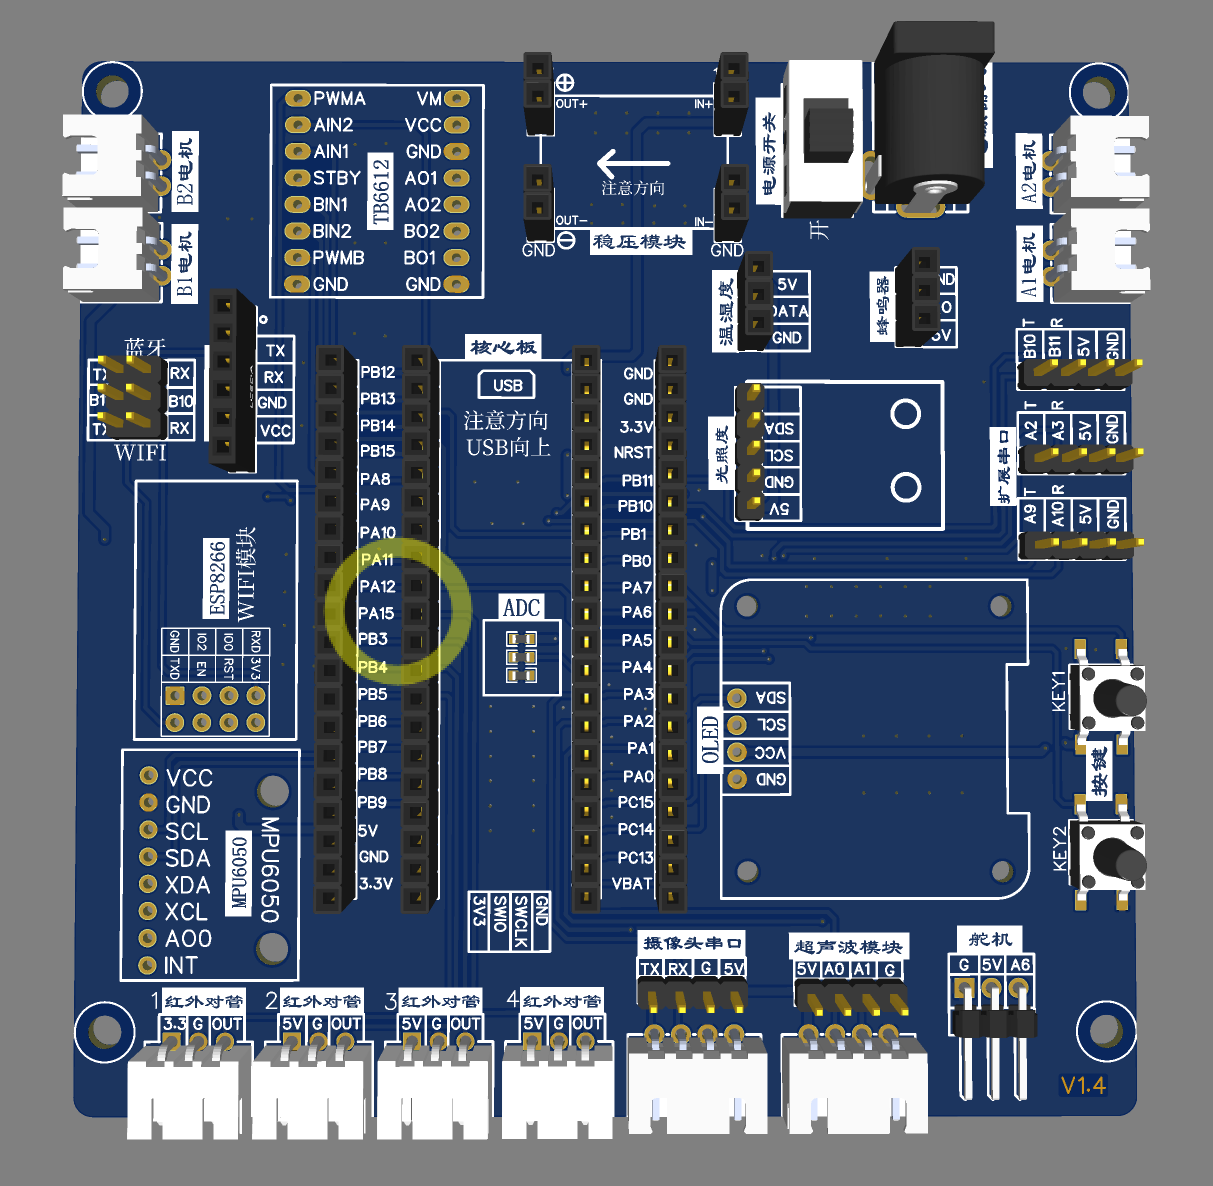 PWMA VM
AIN2 VCC
AIN1 GND
STBY AO1
BIN1 AO2
BIN2 BO2
PWMB BO1
GND GND
TB6612
B2电机
B1电机
OUT+ IN+
注意方向
OUT- IN-
GND GND
稳压模块
电源开关
开
A2电机
A1电机
温湿度
5V
DATA
GND
蜂鸣器
蓝牙
RX
B10
RX
WIFI
TX
RX
GND
VCC
核心板
USB
注意方向
USB向上
PB12
PB13
PB14
PB15
PA8
PA9
PA10
PA11
PA12
PA15
PB3
PB4
PB5
PB6
PB7
PB8
PB9
5V
GND
3.3V
GND
GND
3.3V
NRST
PB11
PB10
PB1
PB0
PA7
PA6
PA5
PA4
PA3
PA2
PA1
PA0
PC15
PC14
PC13
VBAT
ADC
光照度
SDA
SCL
GND
5V
扩展串口
B10 T B11 R 5V GND
A2 T A3 R 5V GND
A9 T A10 R 5V GND
ESP8266
WIFI模块
GND IO2 IO0 RXD
TXD EN RST 3V3
OLED
SDA
SCL
VCC
GND
KEY1
按键
KEY2
VCC
GND
SCL
SDA
XDA
XCL
AO0
INT
MPU6050
MPU6050
3V3 SWIO SWCLK GND
摄像头串口
TX RX G 5V
超声波模块
5V A0 A1 G
舵机
G 5V A6
1 红外对管
3.3 G OUT
2 红外对管
5V G OUT
3 红外对管
5V G OUT
4 红外对管
5V G OUT
V1.4